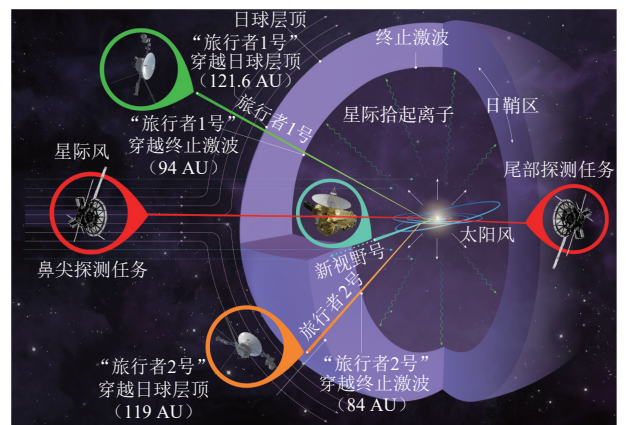 日球层顶
“旅行者1号”
穿越日球层顶
（121.6 AU）
终止激波
旅行者1号
“旅行者1号”
穿越终止激波
（94 AU）
星际拾起离子
日鞘区
星际风
尾部探测任务
鼻尖探测任务
太阳风
新视野号
旅行者2号
“旅行者2号”
穿越日球层顶
（119 AU）
“旅行者2号”
穿越终止激波
（84 AU）